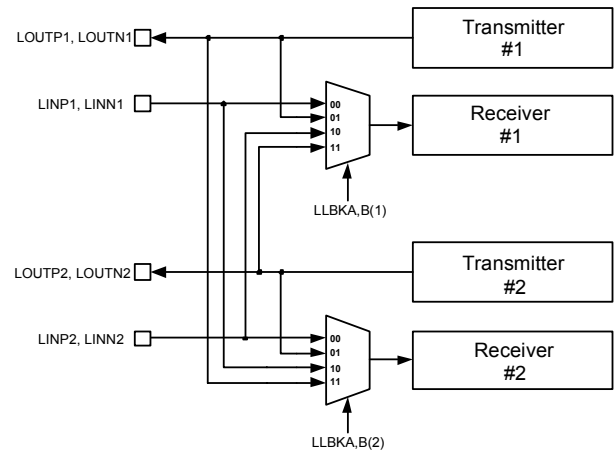 LOUTP1, LOUTN1
Transmitter
#1
LINP1, LINN1
00
01
10
11
Receiver
#1
LLBKA,B(1)
LOUTP2, LOUTN2
Transmitter
#2
LINP2, LINN2
00
01
10
11
Receiver
#2
LLBKA,B(2)